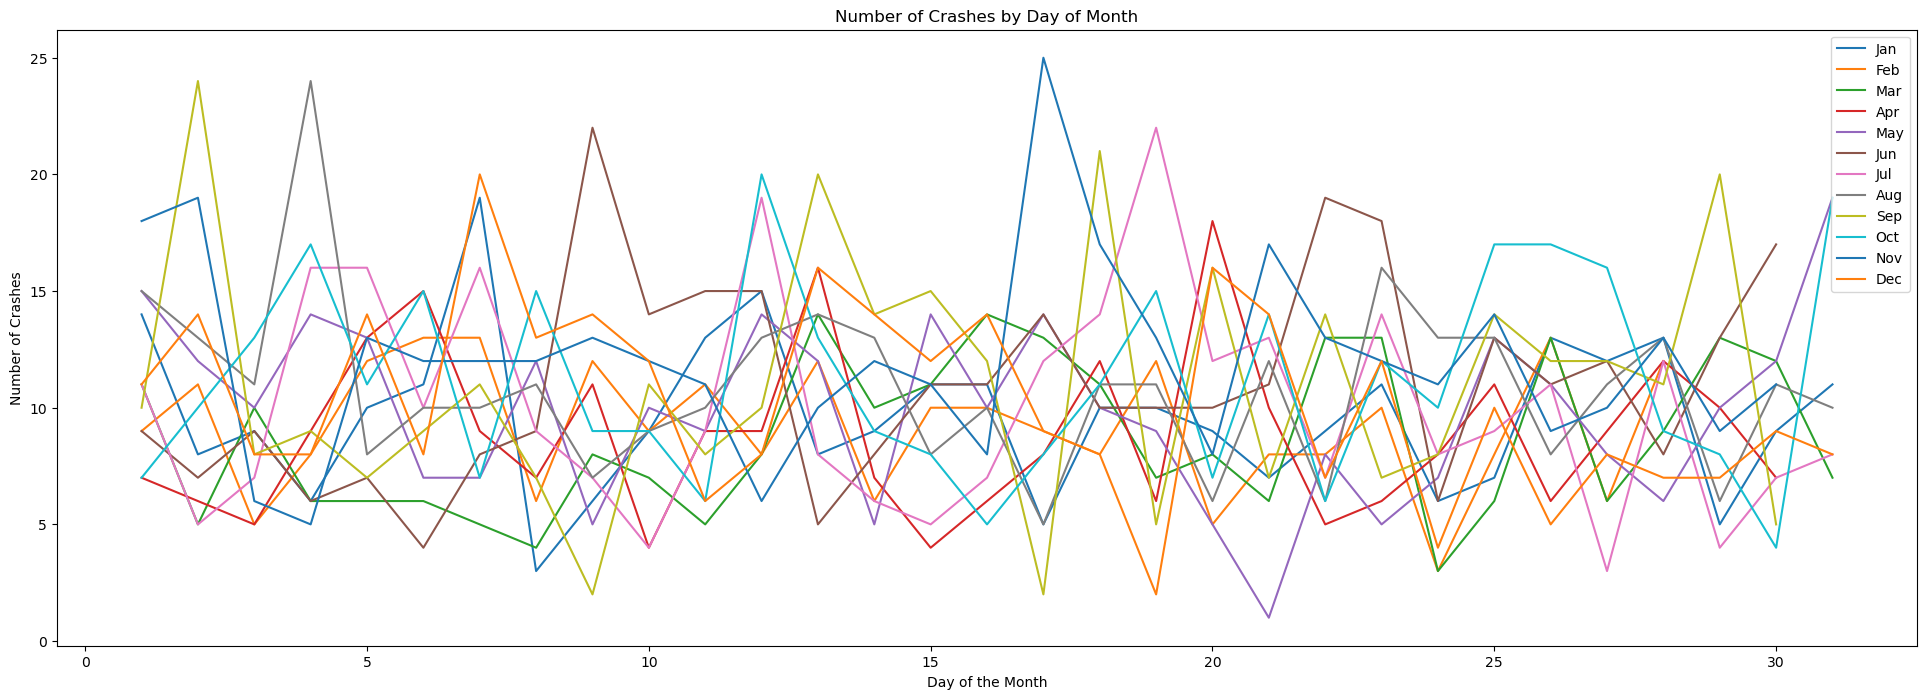 Number of Crashes by Day of Month
Number of Crashes
25
20
15
10
5
0
0 5 10 15 20 25 30
Day of the Month
Jan
Feb
Mar
Apr
May
Jun
Jul
Aug
Sep
Oct
Nov
Dec